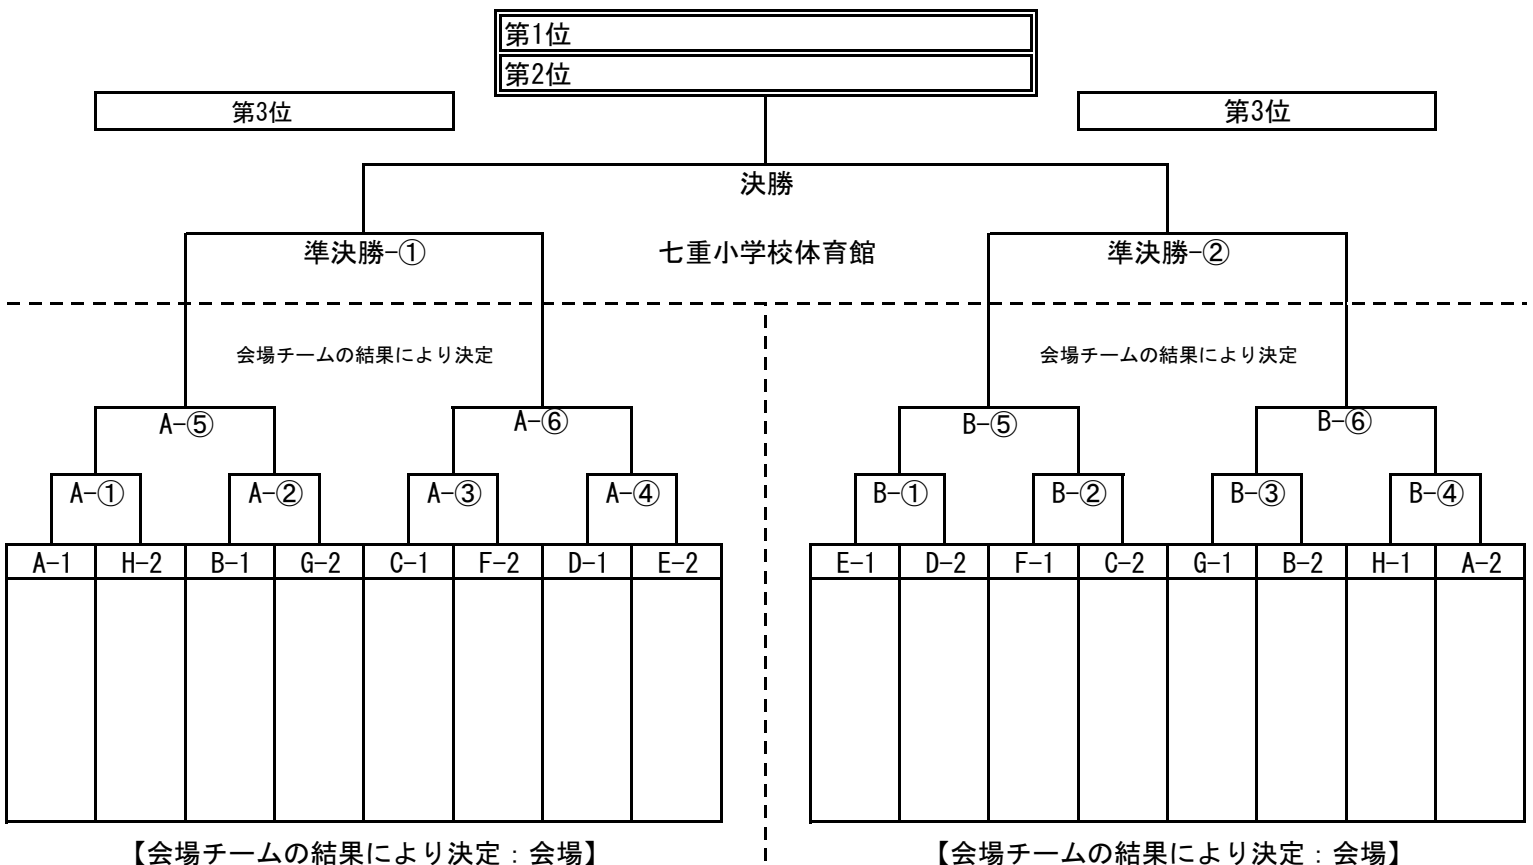 第1位
第2位
第3位 第3位
決勝
準決勝-① 七重小学校体育館 準決勝-②
会場チームの結果により決定 会場チームの結果により決定
A-⑤ A-⑥ B-⑤ B-⑥
A-① A-② A-③ A-④ B-① B-② B-③ B-④
A-1 H-2 B-1 G-2 C-1 F-2 D-1 E-2 E-1 D-2 F-1 C-2 G-1 B-2 H-1 A-2
【会場チームの結果により決定：会場】 【会場チームの結果により決定：会場】